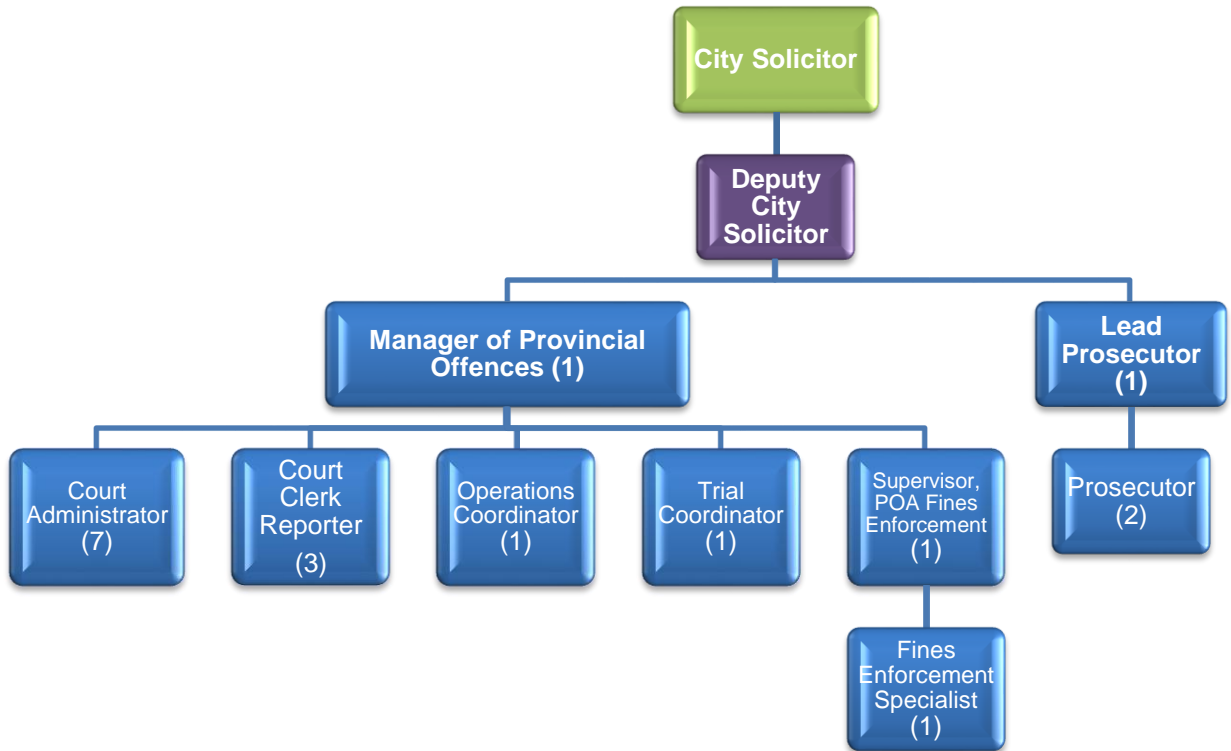 City Solicitor
Deputy
City
Solicitor
Manager of Provincial
Offences (1)
Lead
Prosecutor
(1)
Court
Administrator
(7)
Court
Clerk
Reporter
(3)
Operations
Coordinator
(1)
Trial
Coordinator
(1)
Supervisor,
POA Fines
Enforcement
(1)
Prosecutor
(2)
Fines
Enforcement
Specialist
(1)